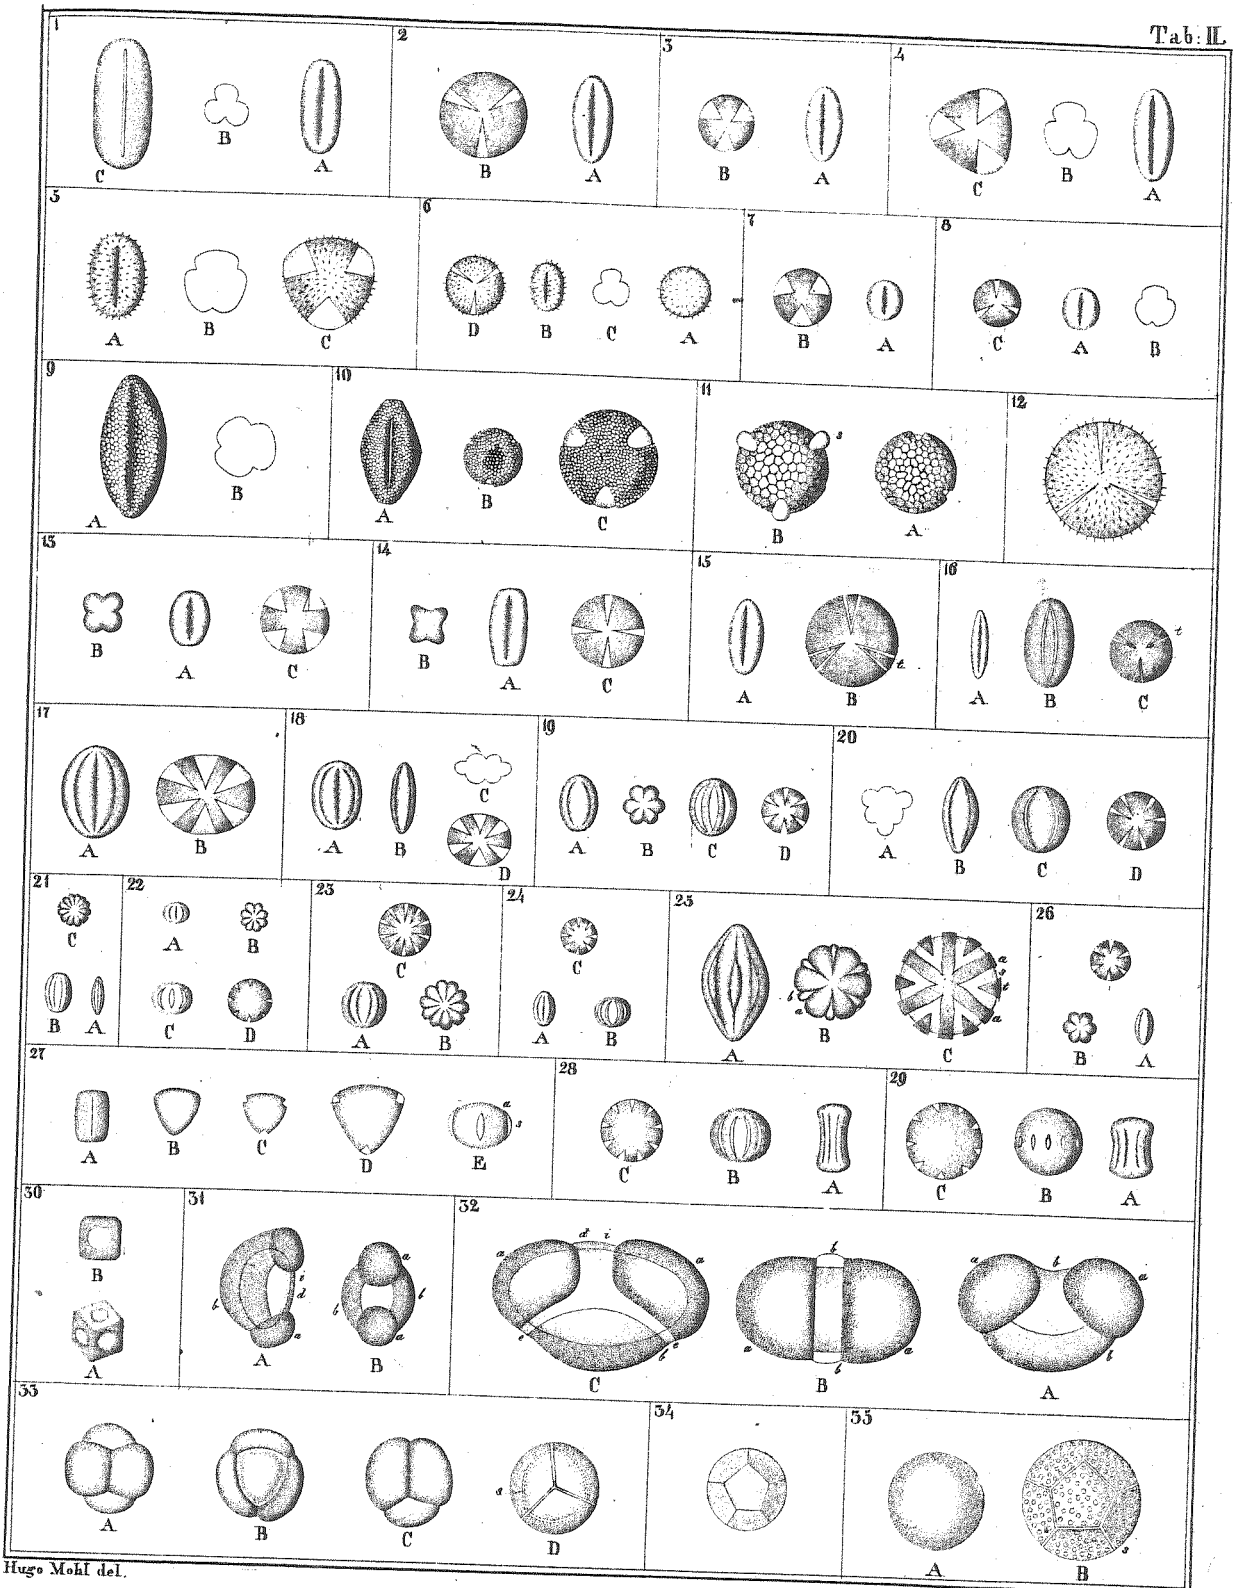 Tab: II.
1 2 3 4
C B A B A B A C B A
5 6 7 8
A B C D B C A B A C A B
9 10 11 12
A B A B C s B A
13 14 15 16
B A C B A C A t B A B t C
17 18 19 20
A B A B C D A B C D A B C D
21 22 23 24 25 26
C A B C C a s t a
B A C D A B A B A b a B C B A
27 28 29
A B C D a s E C B A C B A
30 31 32
B b i d a A a b b a B a d i a e b e C b a a b B a b a b A
A
33 34 35
A B C s D A s B
Hugo Mohl del.